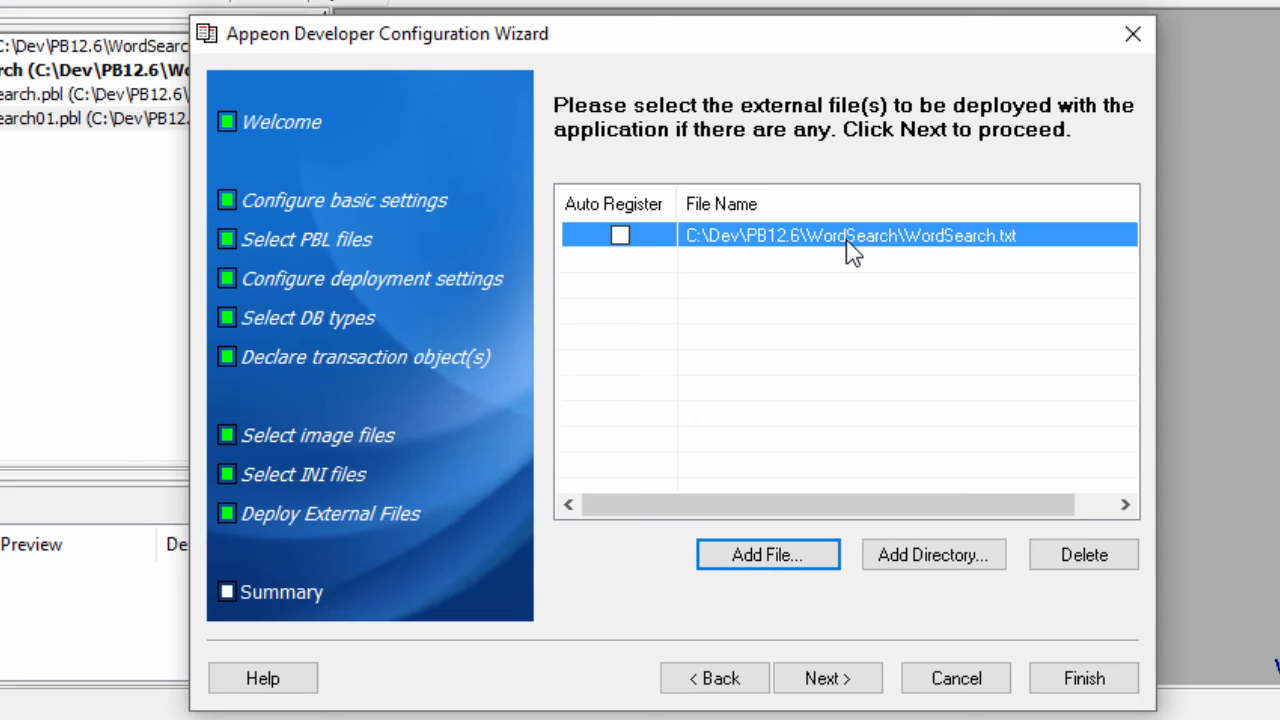 Appeon Developer Configuration Wizard
C:\Dev\PB12.6\WordSearc
rch (C:\Dev\PB12.6\Wo
earch.pbl (C:\Dev\PB12.6\
earch01.pbl (C:\Dev\PB12.
Preview
De
Welcome
Configure basic settings
Select PBL files
Configure deployment settings
Select DB types
Declare transaction object(s)
Select image files
Select INI files
Deploy External Files
Summary
Please select the external file(s) to be deployed with the
application if there are any. Click Next to proceed.
Auto Register File Name
C:\Dev\PB12.6\WordSearch\WordSearch.txt
Add File... Add Directory... Delete
Help < Back Next > Cancel Finish